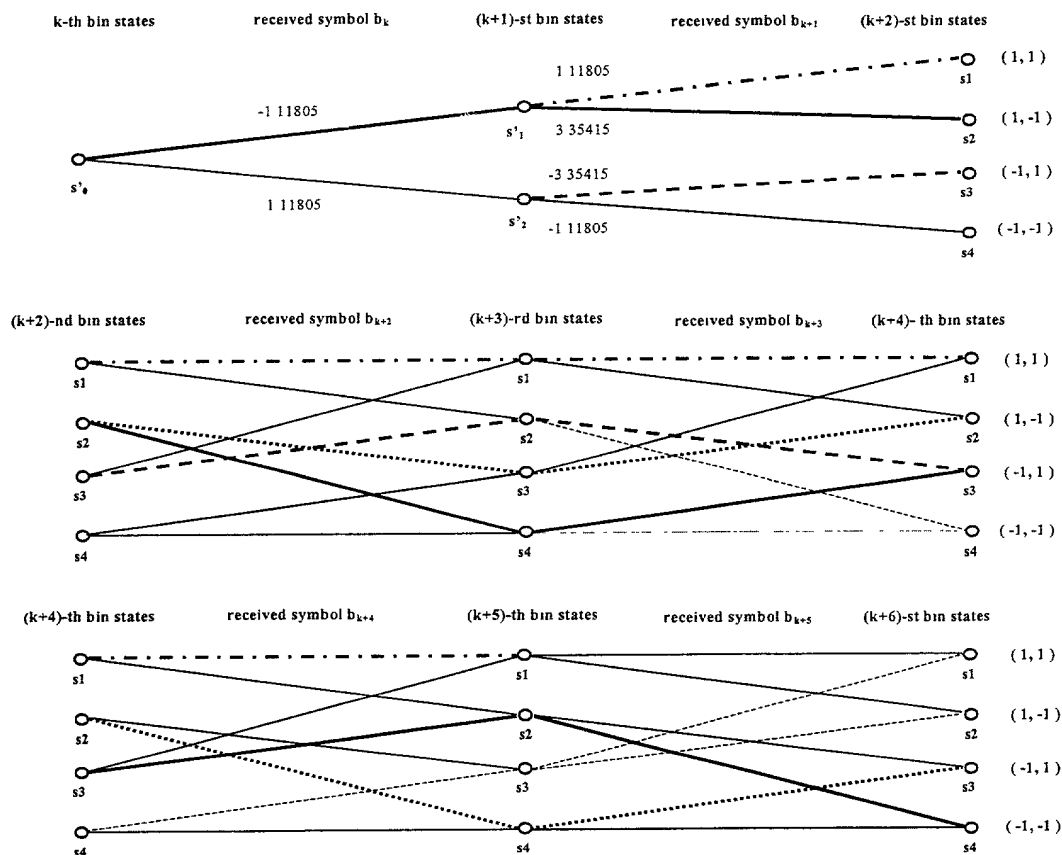 k-th bin states received symbol bₖ (k+1)-st bin states received symbol bₖ₊₁ (k+2)-st bin states
1 11805
s1 (1, 1)
-1 11805
s'₁ 3 35415 s2 (1, -1)
s'₀
-3 35415 s3 (-1, 1)
1 11805
s'₂ -1 11805
s4 (-1, -1)
(k+2)-nd bin states received symbol bₖ₊₂ (k+3)-rd bin states received symbol bₖ₊₃ (k+4)- th bin states
s1 s1 s1 (1, 1)
s2 s2 s2 (1, -1)
s3 s3 s3 (-1, 1)
s4 s4 s4 (-1, -1)
(k+4)-th bin states received symbol bₖ₊₄ (k+5)-th bin states received symbol bₖ₊₅ (k+6)-st bin states
s1 s1 s1 (1, 1)
s2 s2 s2 (1, -1)
s3 s3 s3 (-1, 1)
s4 s4 s4 (-1, -1)